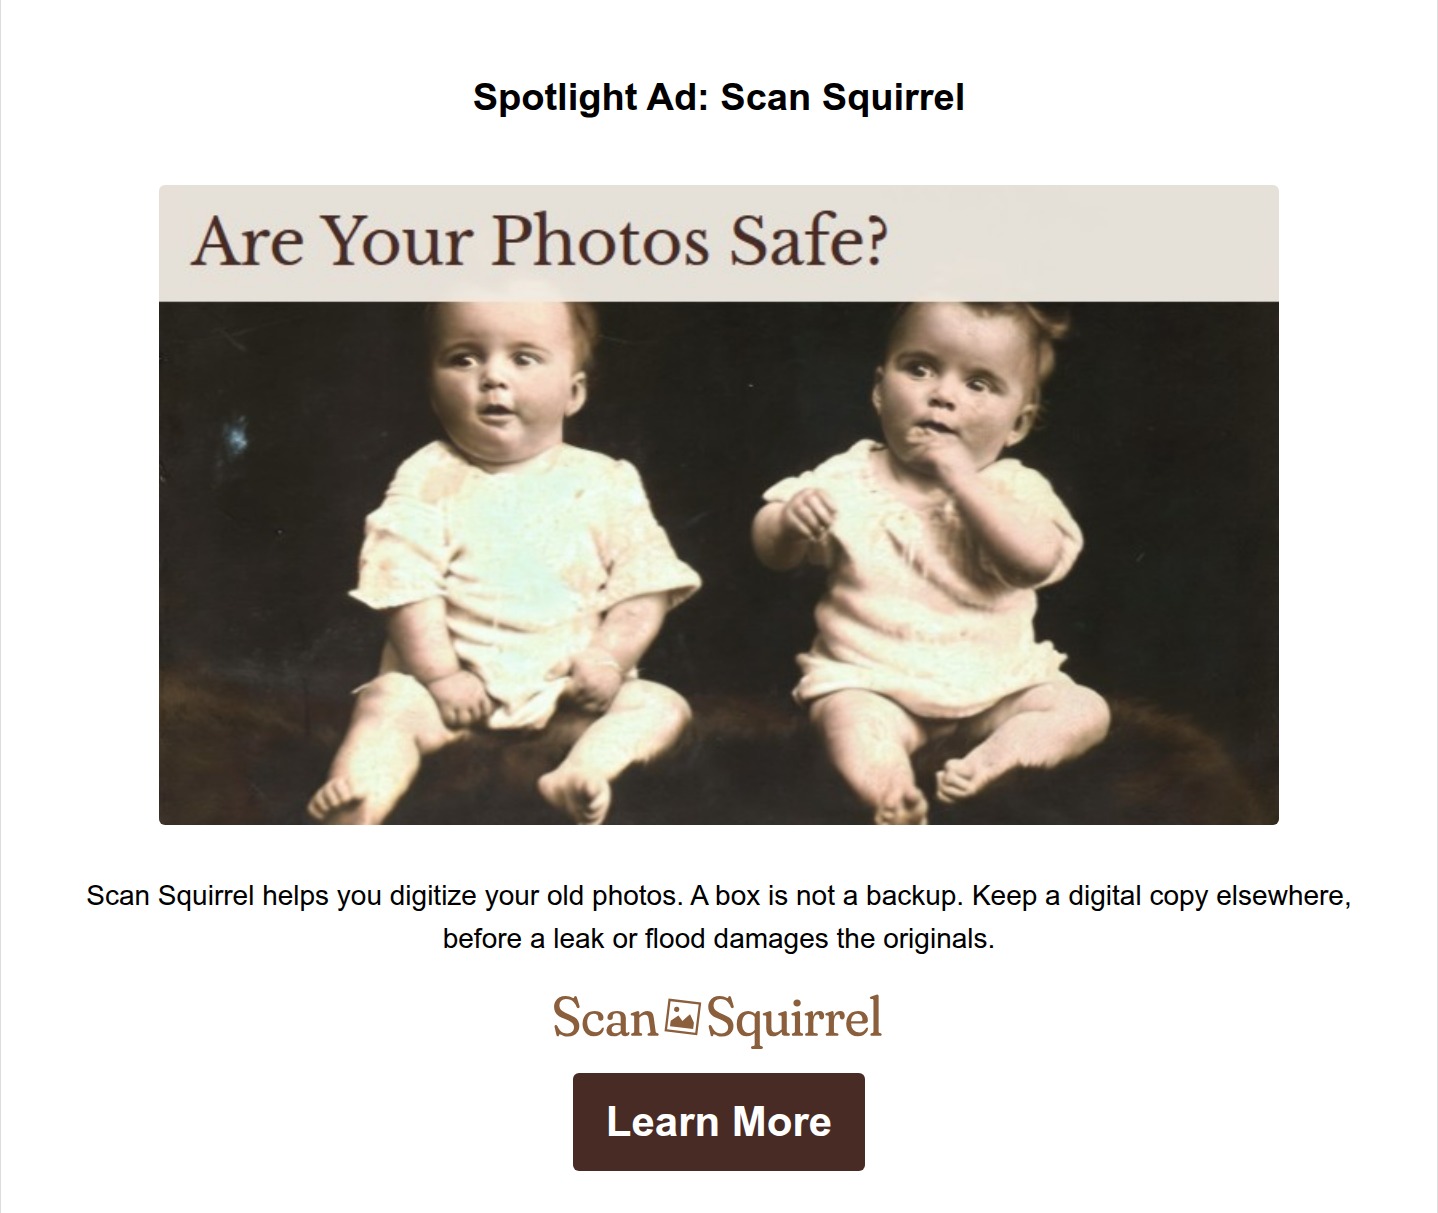 Spotlight Ad: Scan Squirrel
Are Your Photos Safe?
Scan Squirrel helps you digitize your old photos. A box is not a backup. Keep a digital copy elsewhere,
before a leak or flood damages the originals.
Scan Squirrel
Learn More